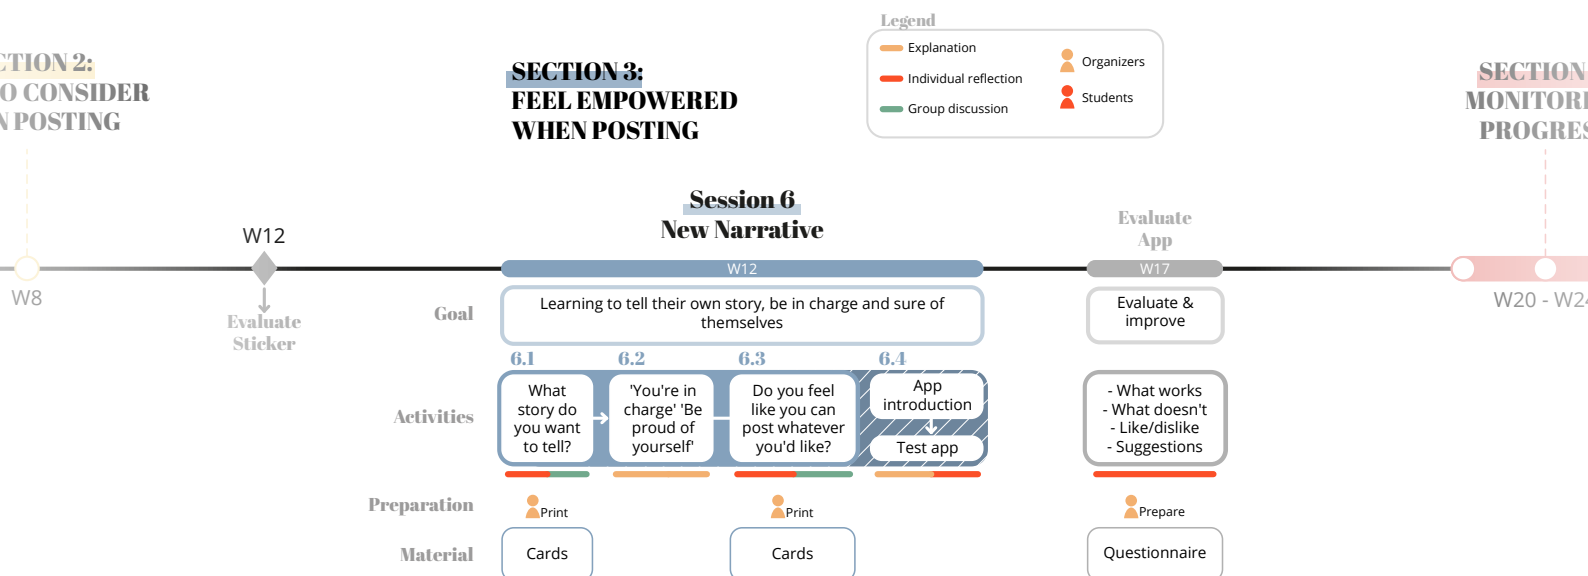 Legend
Explanation
Individual reflection
Group discussion
Organizers
Students
CTION 2:
O CONSIDER
N POSTING
SECTION 3:
FEEL EMPOWERED
WHEN POSTING
SECTION
MONITORI
PROGRES
W8
W12
Evaluate
Sticker
Session 6
New Narrative
W12
Evaluate
App
W17
W20 - W24
Goal
Learning to tell their own story, be in charge and sure of
themselves
Evaluate &
improve
Activities
6.1
What
story do
you want
to tell?
6.2
'You're in
charge' 'Be
proud of
yourself'
6.3
Do you feel
like you can
post whatever
you'd like?
6.4
App
introduction
Test app
- What works
- What doesn't
- Like/dislike
- Suggestions
Preparation
Print
Print
Prepare
Material
Cards
Cards
Questionnaire